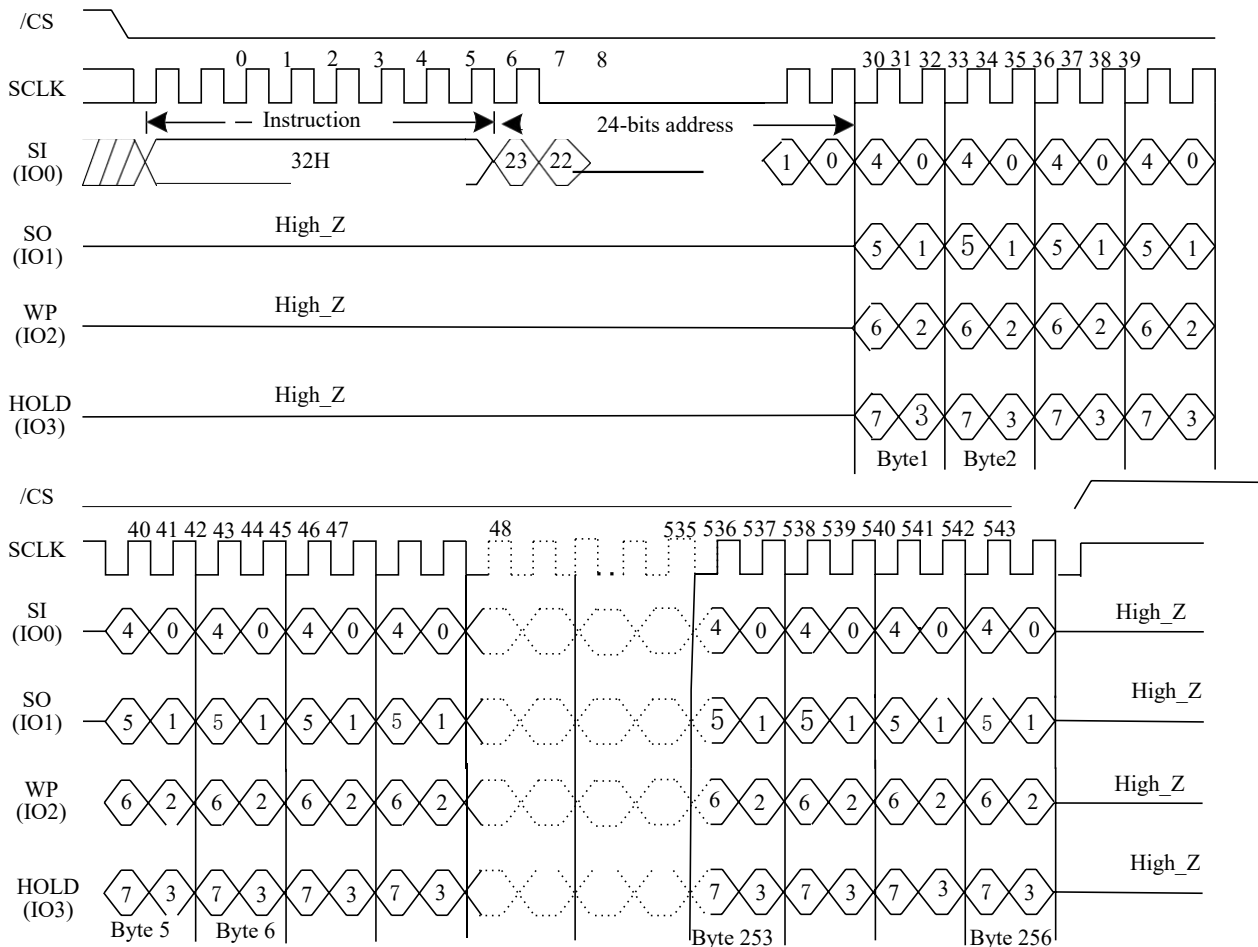 /CS
0 1 2 3 4 5 6 7 8 30 31 32 33 34 35 36 37 38 39
SCLK
Instruction 24-bits address
SI
(IO0)
32H 23 22 1 0 4 0 4 0 4 0 4 0
SO
(IO1)
High_Z 5 1 5 1 5 1 5 1
WP
(IO2)
High_Z 6 2 6 2 6 2 6 2
HOLD
(IO3)
High_Z 7 3 7 3 7 3 7 3
Byte1 Byte2
/CS
40 41 42 43 44 45 46 47 48 535 536 537 538 539 540 541 542 543
SCLK
SI
(IO0)
4 0 4 0 4 0 4 0 4 0 4 0 4 0 4 0 High_Z
SO
(IO1)
5 1 5 1 5 1 5 1 5 1 5 1 5 1 5 1 High_Z
WP
(IO2)
6 2 6 2 6 2 6 2 6 2 6 2 6 2 6 2 High_Z
HOLD
(IO3)
7 3 7 3 7 3 7 3 7 3 7 3 7 3 7 3 High_Z
Byte 5 Byte 6 Byte 253 Byte 256